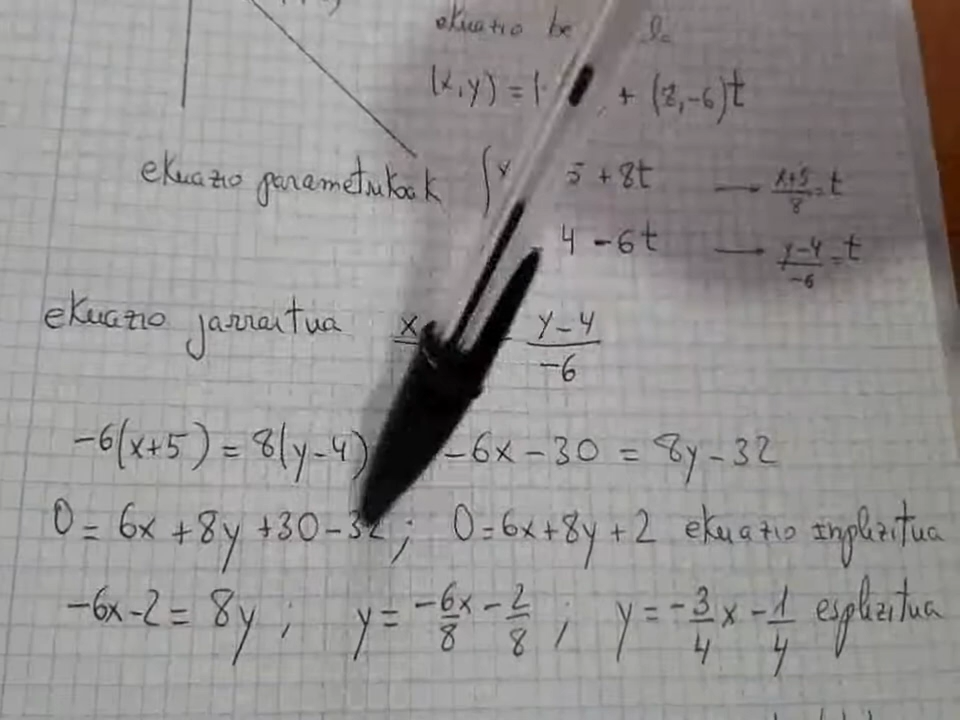 ekuazio
(x,y) = (   + (8,-6)t
ekuazio parametrikoak { x   5 + 8t — x+5/8 = t
4 - 6t — y-4/-6 = t
ekuazio jarraitua x   y-4/-6
-6(x+5) = 8(y-4)   -6x - 30 = 8y - 32
0 = 6x + 8y + 30 - 32 ; 0 = 6x + 8y + 2 ekuazio inplizitua
-6x - 2 = 8y ; y = -6x/8 - 2/8 ; y = -3/4 x - 1/4 esplizitua